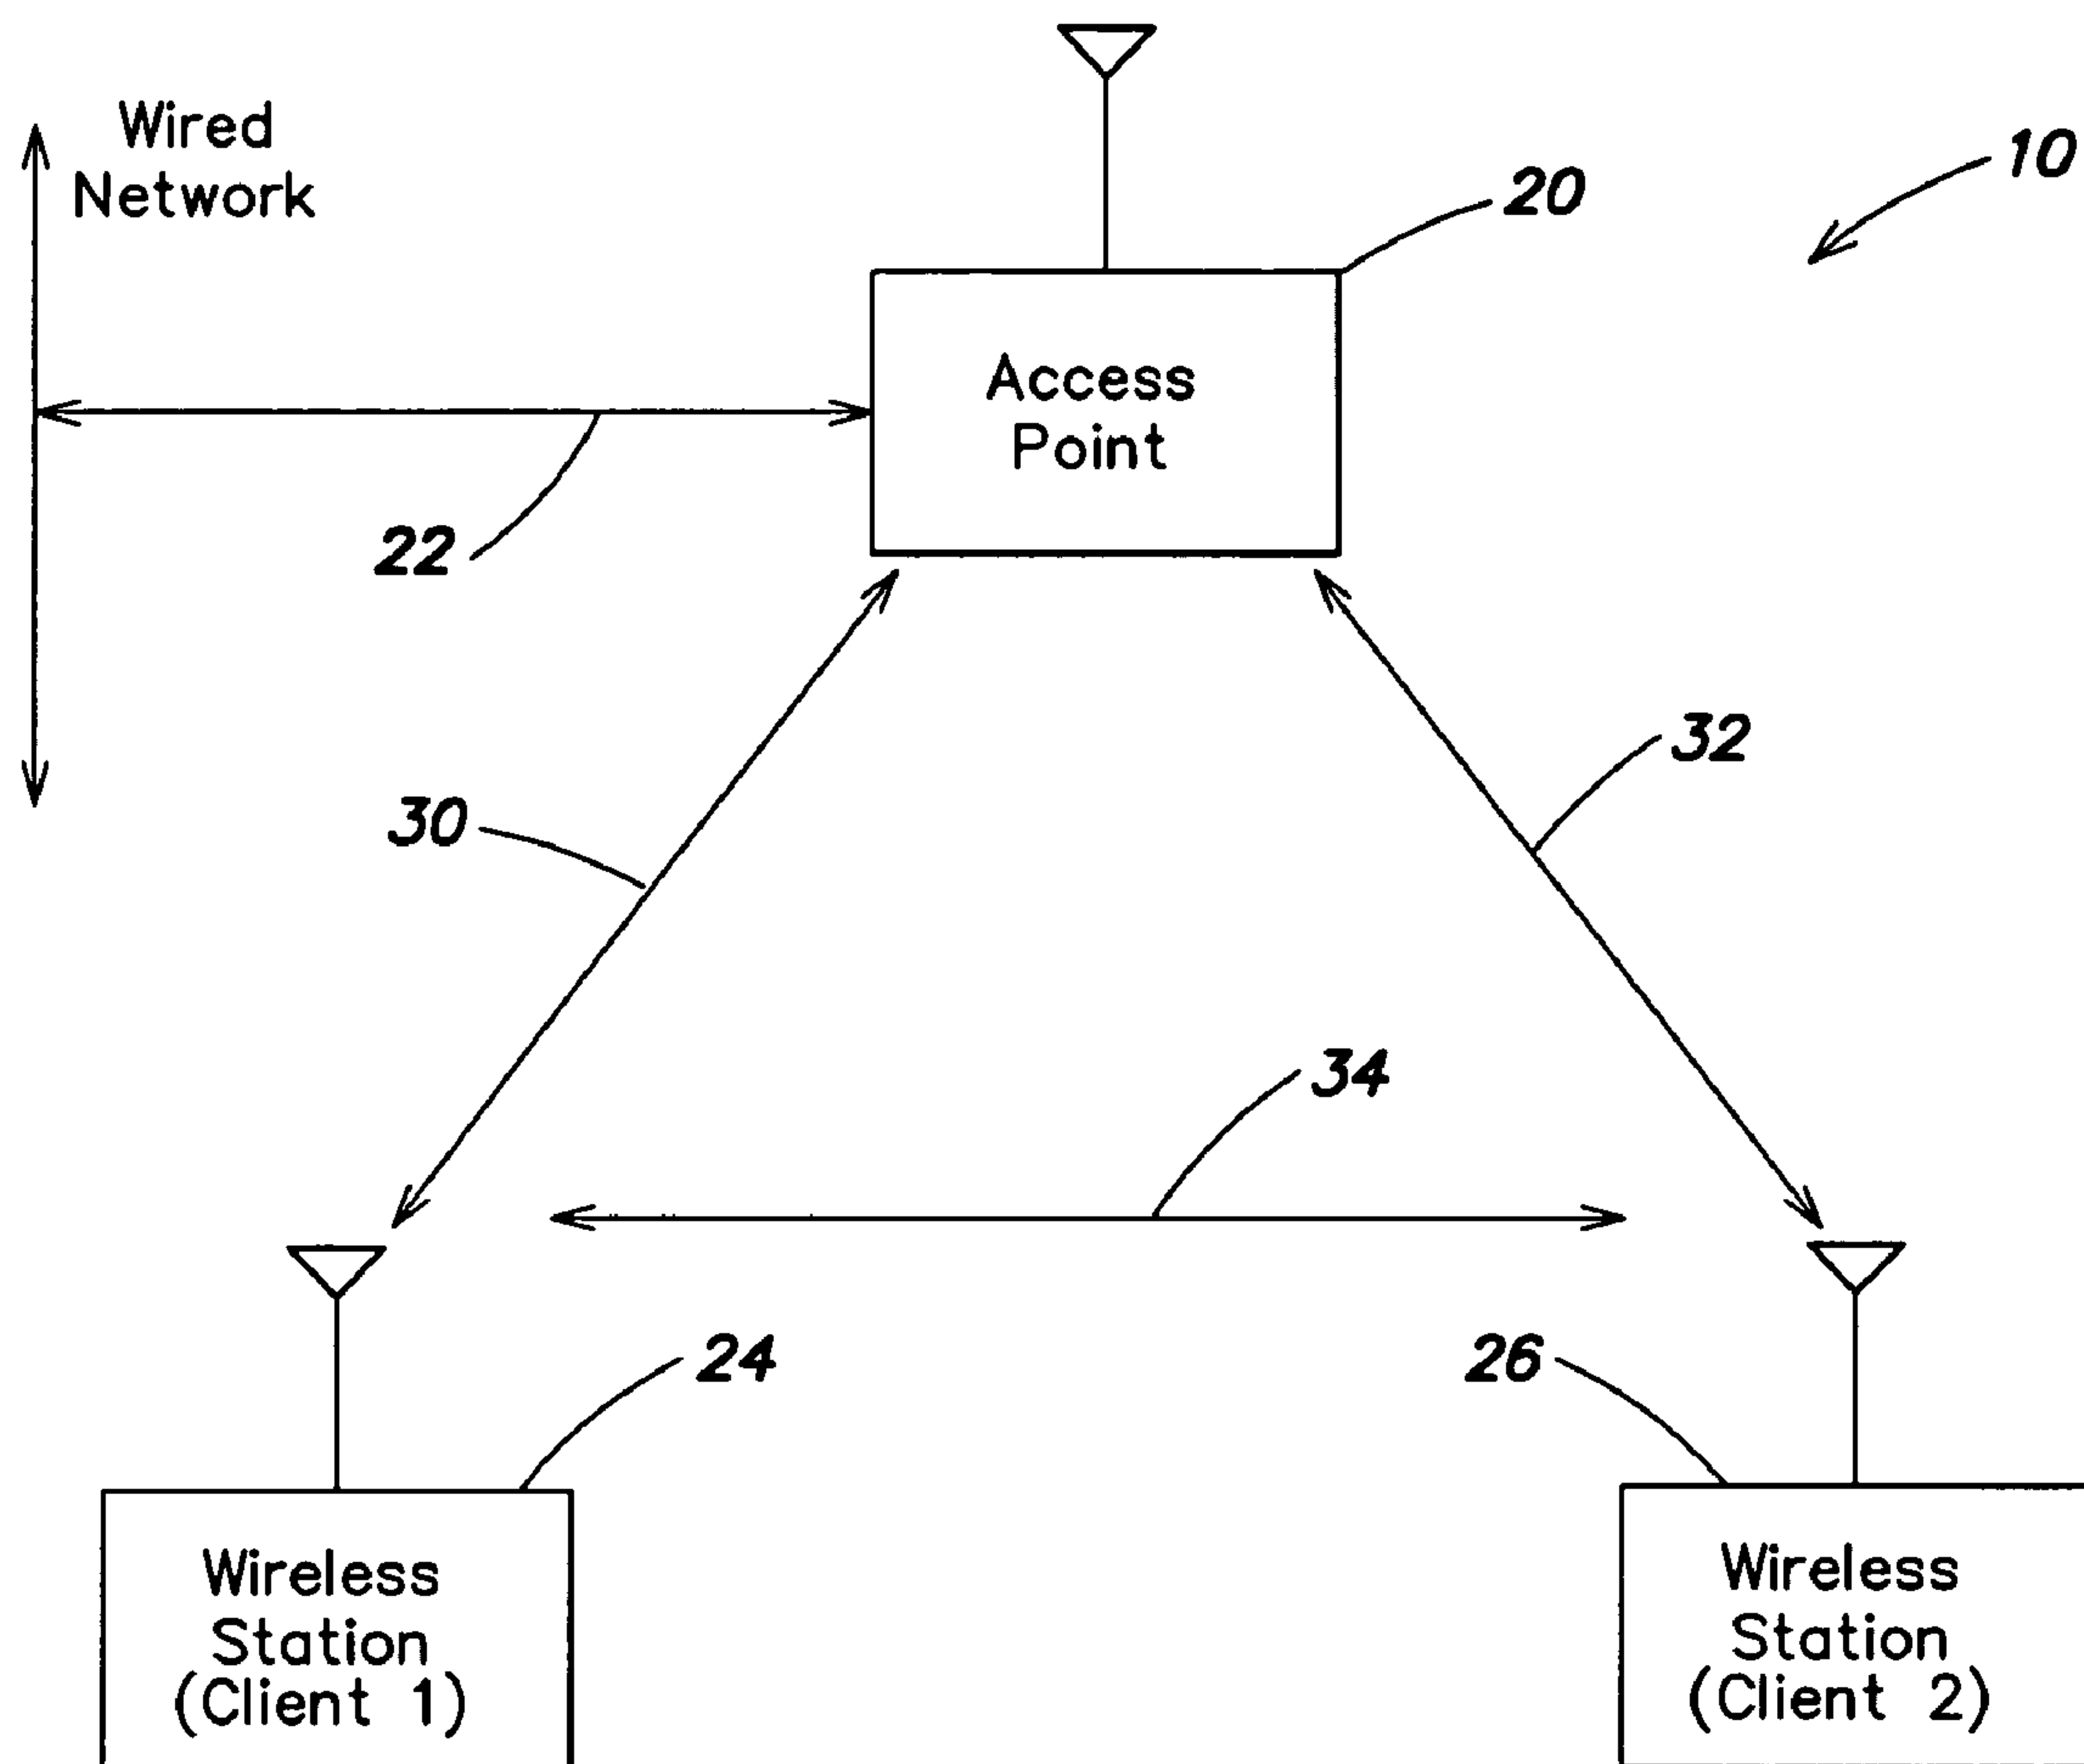 Wired
Network
10
20
Access
Point
22
32
30
34
24
26
Wireless
Station
(Client 1)
Wireless
Station
(Client 2)